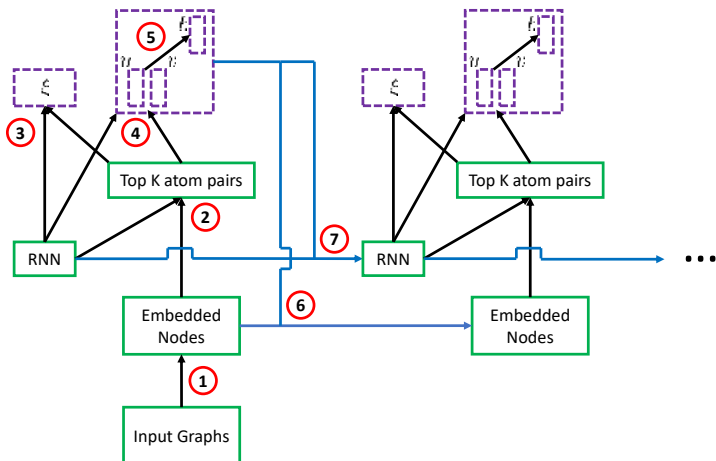 5
ξ
u v
ξ
u v
3
4
Top K atom pairs
Top K atom pairs
2
RNN
7
RNN
...
6
Embedded
Nodes
Embedded
Nodes
1
Input Graphs